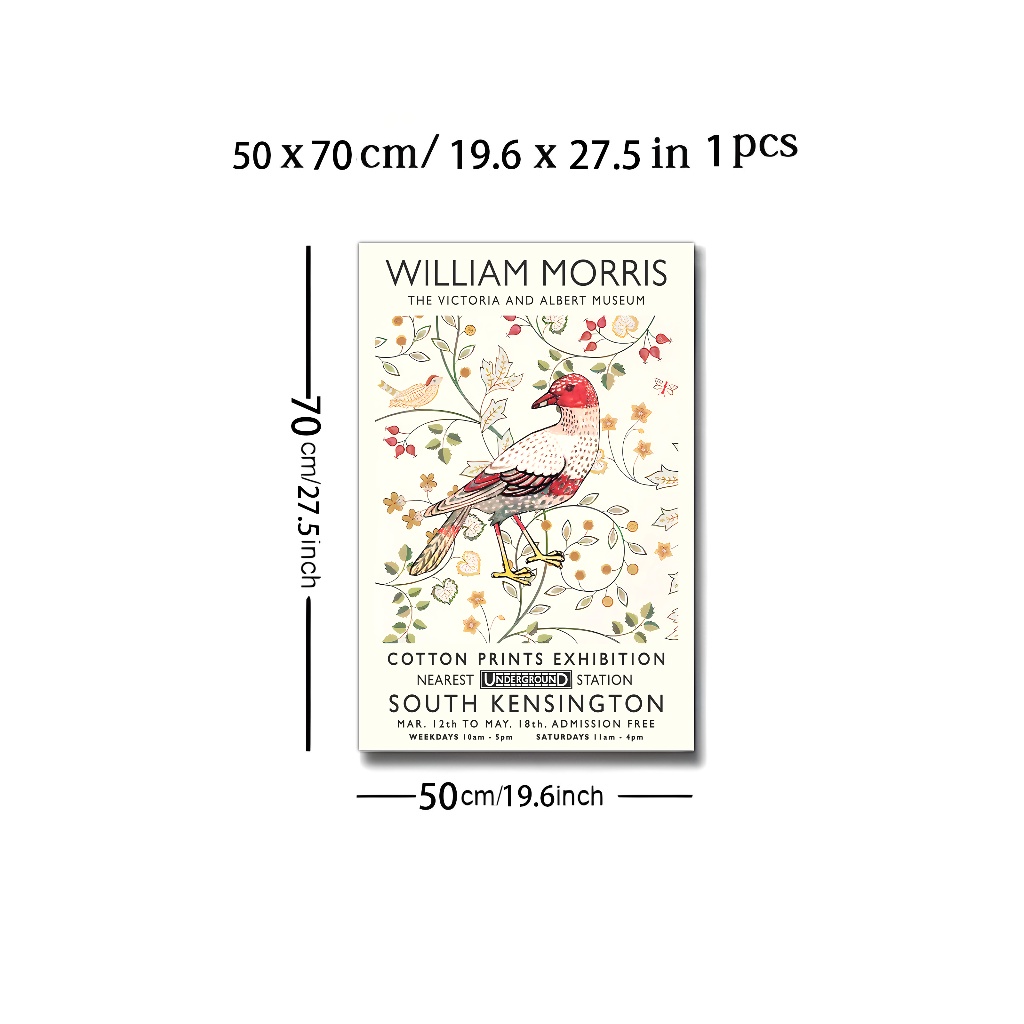 50 x 70 cm/ 19.6 x 27.5 in 1 pcs
WILLIAM MORRIS
THE VICTORIA AND ALBERT MUSEUM
70cm/27.5inch
COTTON PRINTS EXHIBITION
NEAREST UNDERGROUND STATION
SOUTH KENSINGTON
MAR. 12th TO MAY. 18th. ADMISSION FREE
WEEKDAYS 10am - 5pm SATURDAYS 11am - 4pm
50cm/19.6inch